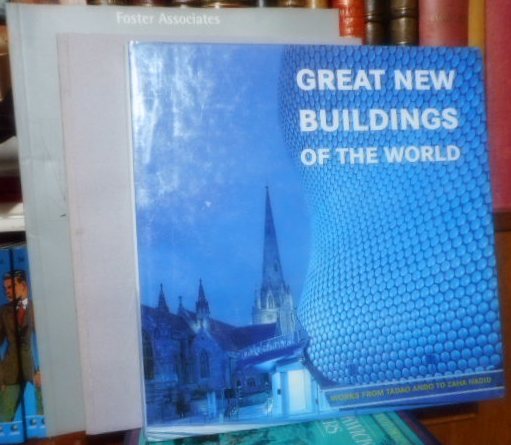 Foster Associates
GREAT NEW
BUILDINGS
OF THE WORLD
WORKS FROM TADAO ANDO TO ZAHA HADID